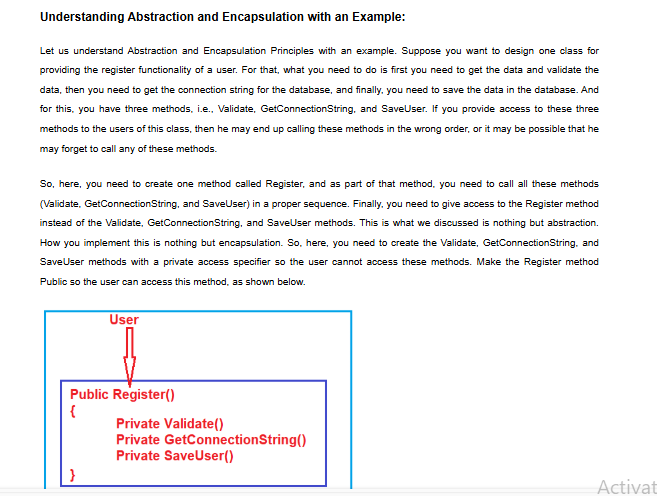 Understanding Abstraction and Encapsulation with an Example:
Let us understand Abstraction and Encapsulation Principles with an example. Suppose you want to design one class for
providing the register functionality of a user. For that, what you need to do is first you need to get the data and validate the
data, then you need to get the connection string for the database, and finally, you need to save the data in the database. And
for this, you have three methods, i.e., Validate, GetConnectionString, and SaveUser. If you provide access to these three
methods to the users of this class, then he may end up calling these methods in the wrong order, or it may be possible that he
may forget to call any of these methods.
So, here, you need to create one method called Register, and as part of that method, you need to call all these methods
(Validate, GetConnectionString, and SaveUser) in a proper sequence. Finally, you need to give access to the Register method
instead of the Validate, GetConnectionString, and SaveUser methods. This is what we discussed is nothing but abstraction.
How you implement this is nothing but encapsulation. So, here, you need to create the Validate, GetConnectionString, and
SaveUser methods with a private access specifier so the user cannot access these methods. Make the Register method
Public so the user can access this method, as shown below.
User
Public Register()
{
Private Validate()
Private GetConnectionString()
Private SaveUser()
}
Activat